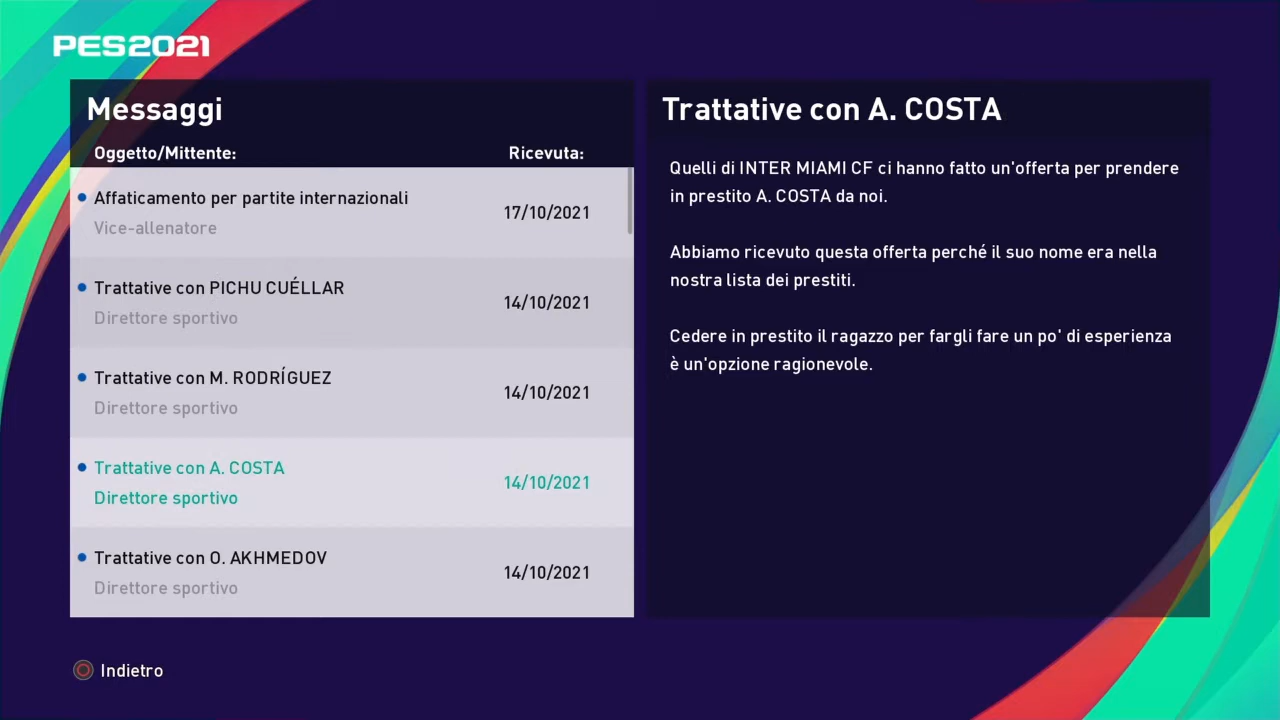 PES2021
Messaggi
Oggetto/Mittente: Ricevuta:
Affaticamento per partite internazionali
Vice-allenatore
17/10/2021
Trattative con PICHU CUÉLLAR
Direttore sportivo
14/10/2021
Trattative con M. RODRÍGUEZ
Direttore sportivo
14/10/2021
Trattative con A. COSTA
Direttore sportivo
14/10/2021
Trattative con O. AKHMEDOV
Direttore sportivo
14/10/2021
Trattative con A. COSTA
Quelli di INTER MIAMI CF ci hanno fatto un'offerta per prendere
in prestito A. COSTA da noi.
Abbiamo ricevuto questa offerta perché il suo nome era nella
nostra lista dei prestiti.
Cedere in prestito il ragazzo per fargli fare un po' di esperienza
è un'opzione ragionevole.
Indietro